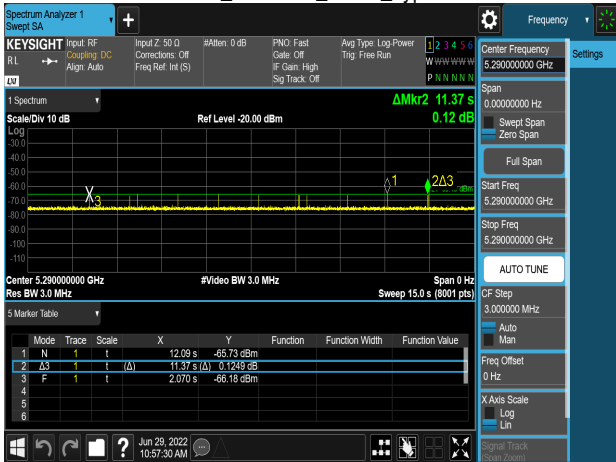 Spectrum Analyzer 1
Swept SA
Frequency
KEYSIGHT
Input: RF
Coupling: DC
Align: Auto
Input Z: 50 Ω
Corrections: Off
Freq Ref: Int (S)
#Atten: 0 dB
PNO: Fast
Gate: Off
IF Gain: High
Sig Track: Off
Avg Type: Log-Power
Trig: Free Run
1 2 3 4 5 6
W W W W W W
P N N N N N
R L
LXI
1 Spectrum
ΔMkr2 11.37 s
0.12 dB
Scale/Div 10 dB
Ref Level -20.00 dBm
Log
-30.0
-40.0
-50.0
-60.0
-70.0
-80.0
-90.0
-100
-110
3
1
2Δ3
Center 5.290000000 GHz
#Video BW 3.0 MHz
Span 0 Hz
Res BW 3.0 MHz
Sweep 15.0 s (8001 pts)
5 Marker Table
Mode Trace Scale X Y Function Function Width Function Value
1 N 1 t 12.09 s -65.73 dBm
2 Δ3 1 t (Δ) 11.37 s (Δ) 0.1249 dB
3 F 1 t 2.070 s -66.18 dBm
4
5
6
Jun 29, 2022
10:57:30 AM
Center Frequency
5.290000000 GHz
Settings
Span
0.00000000 Hz
Swept Span
Zero Span
Full Span
Start Freq
5.290000000 GHz
Stop Freq
5.290000000 GHz
AUTO TUNE
CF Step
3.000000 MHz
Auto
Man
Freq Offset
0 Hz
X Axis Scale
Log
Lin
Signal Track
(Span Zoom)